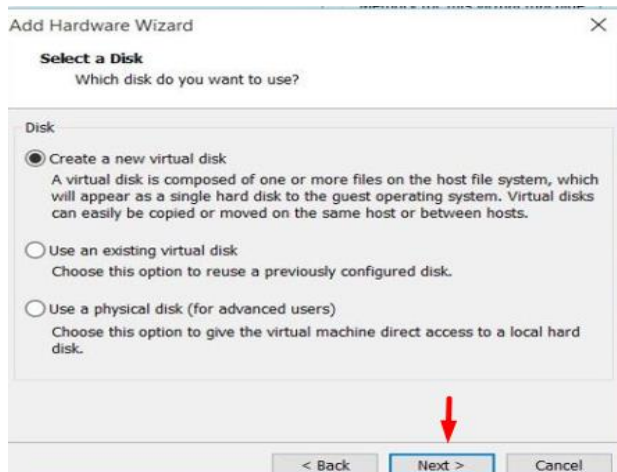 Add Hardware Wizard
Select a Disk
Which disk do you want to use?
Disk
Create a new virtual disk
A virtual disk is composed of one or more files on the host file system, which
will appear as a single hard disk to the guest operating system. Virtual disks
can easily be copied or moved on the same host or between hosts.
Use an existing virtual disk
Choose this option to reuse a previously configured disk.
Use a physical disk (for advanced users)
Choose this option to give the virtual machine direct access to a local hard
disk.
< Back Next > Cancel